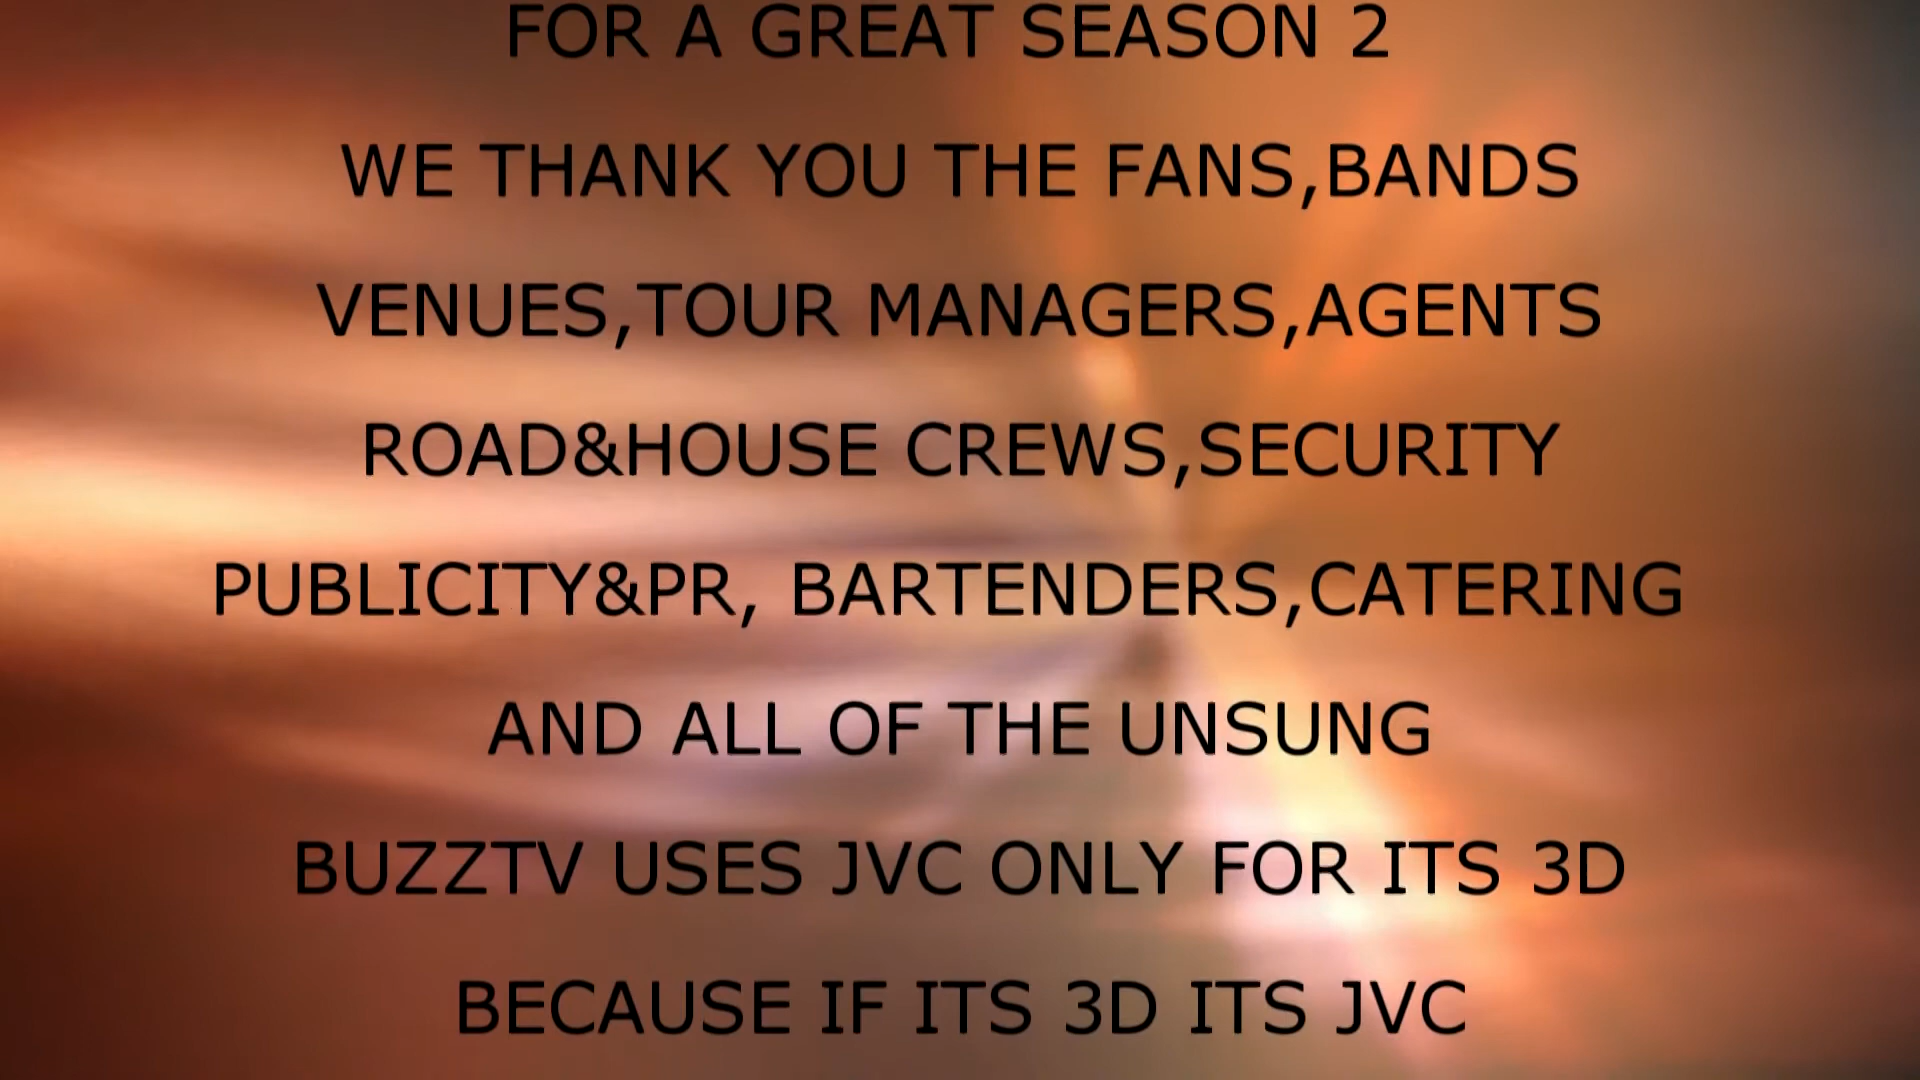 FOR A GREAT SEASON 2
WE THANK YOU THE FANS,BANDS
VENUES,TOUR MANAGERS,AGENTS
ROAD&HOUSE CREWS,SECURITY
PUBLICITY&PR, BARTENDERS,CATERING
AND ALL OF THE UNSUNG
BUZZTV USES JVC ONLY FOR ITS 3D
BECAUSE IF ITS 3D ITS JVC